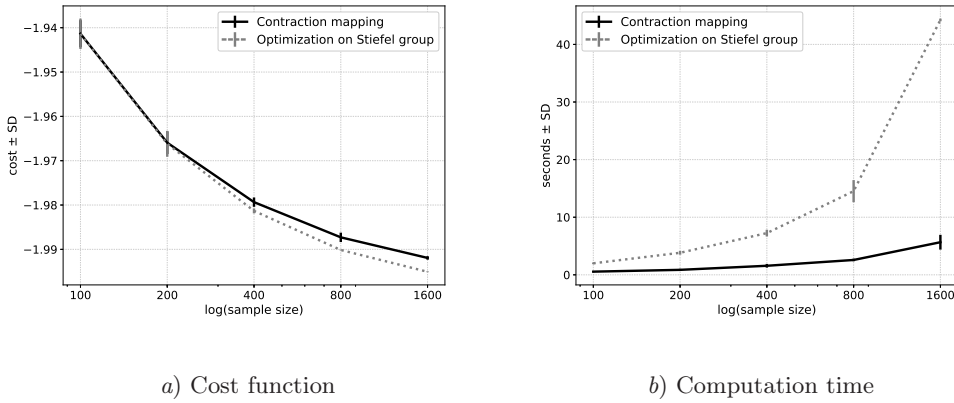 Contraction mapping
Optimization on Stiefel group
−1.94
−1.95
−1.96
−1.97
−1.98
−1.99
cost ± SD
100
200
400
800
1600
log(sample size)
a) Cost function
Contraction mapping
Optimization on Stiefel group
40
30
20
10
0
seconds ± SD
100
200
400
800
1600
log(sample size)
b) Computation time